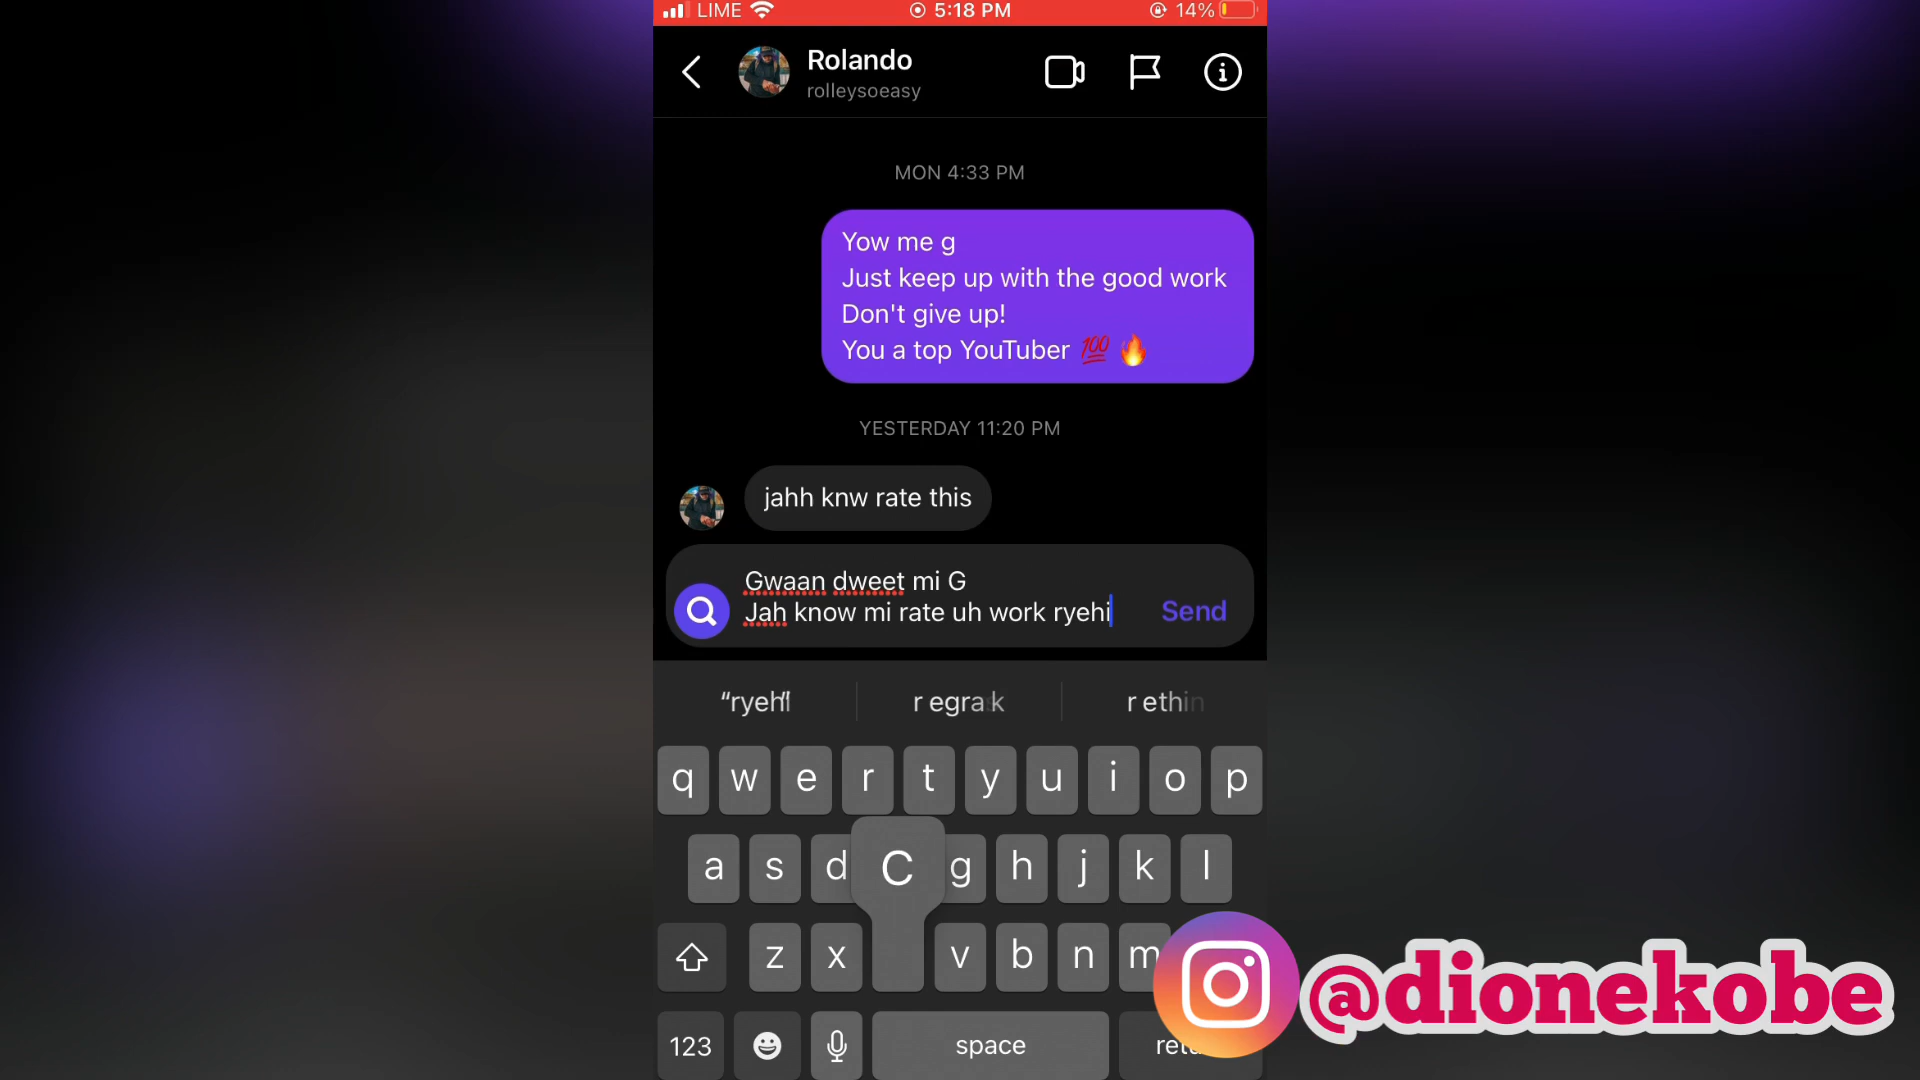 LIME 5:18 PM 14%
Rolando
rolleysoeasy
MON 4:33 PM
Yow me g
Just keep up with the good work
Don't give up!
You a top YouTuber 💯 🔥
YESTERDAY 11:20 PM
jahh knw rate this
Gwaan dweet mi G
Jah know mi rate uh work ryehi
Send
q w e r t y u i o p
a s d C g h j k l
z x v b n m
123 space
@dionekobe